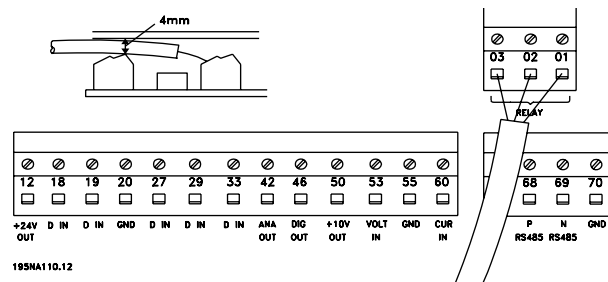 4mm
03 02 01
RELAY
12 18 19 20 27 29 33 42 46 50 53 55 60
+24V OUT D IN D IN GND D IN D IN D IN ANA OUT DIG OUT +10V OUT VOLT IN GND CUR IN
68 69 70
P RS485 N RS485 GND
195NA110.12